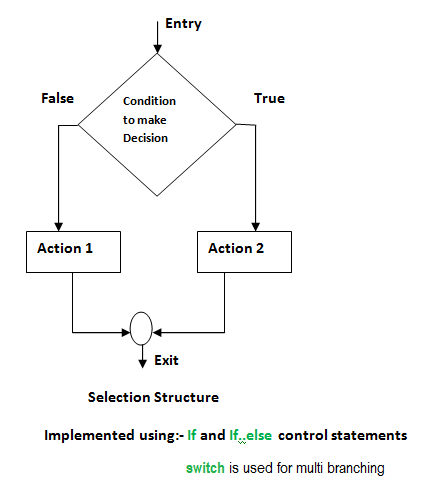 Entry
False
True
Condition
to make
Decision
Action 1
Action 2
Exit
Selection Structure
Implemented using:- If and If..else control statements
switch is used for multi branching